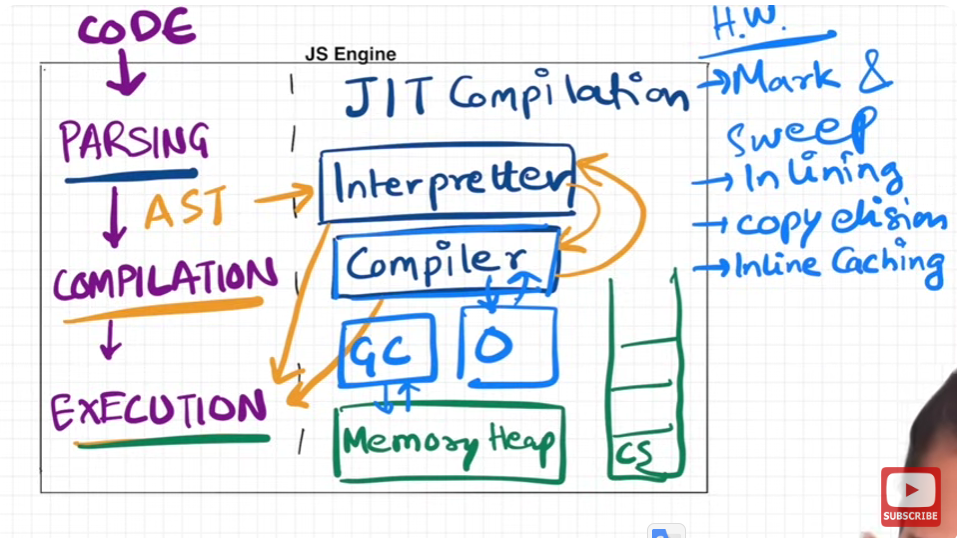 CODE
JS Engine
PARSING
AST
COMPILATION
EXECUTION
JIT Compilation
Interpretter
Compiler
GC
O
Memory Heap
CS
H.W.
→ Mark &
Sweep
→ Inlining
→ copy elision
→ Inline Caching
SUBSCRIBE